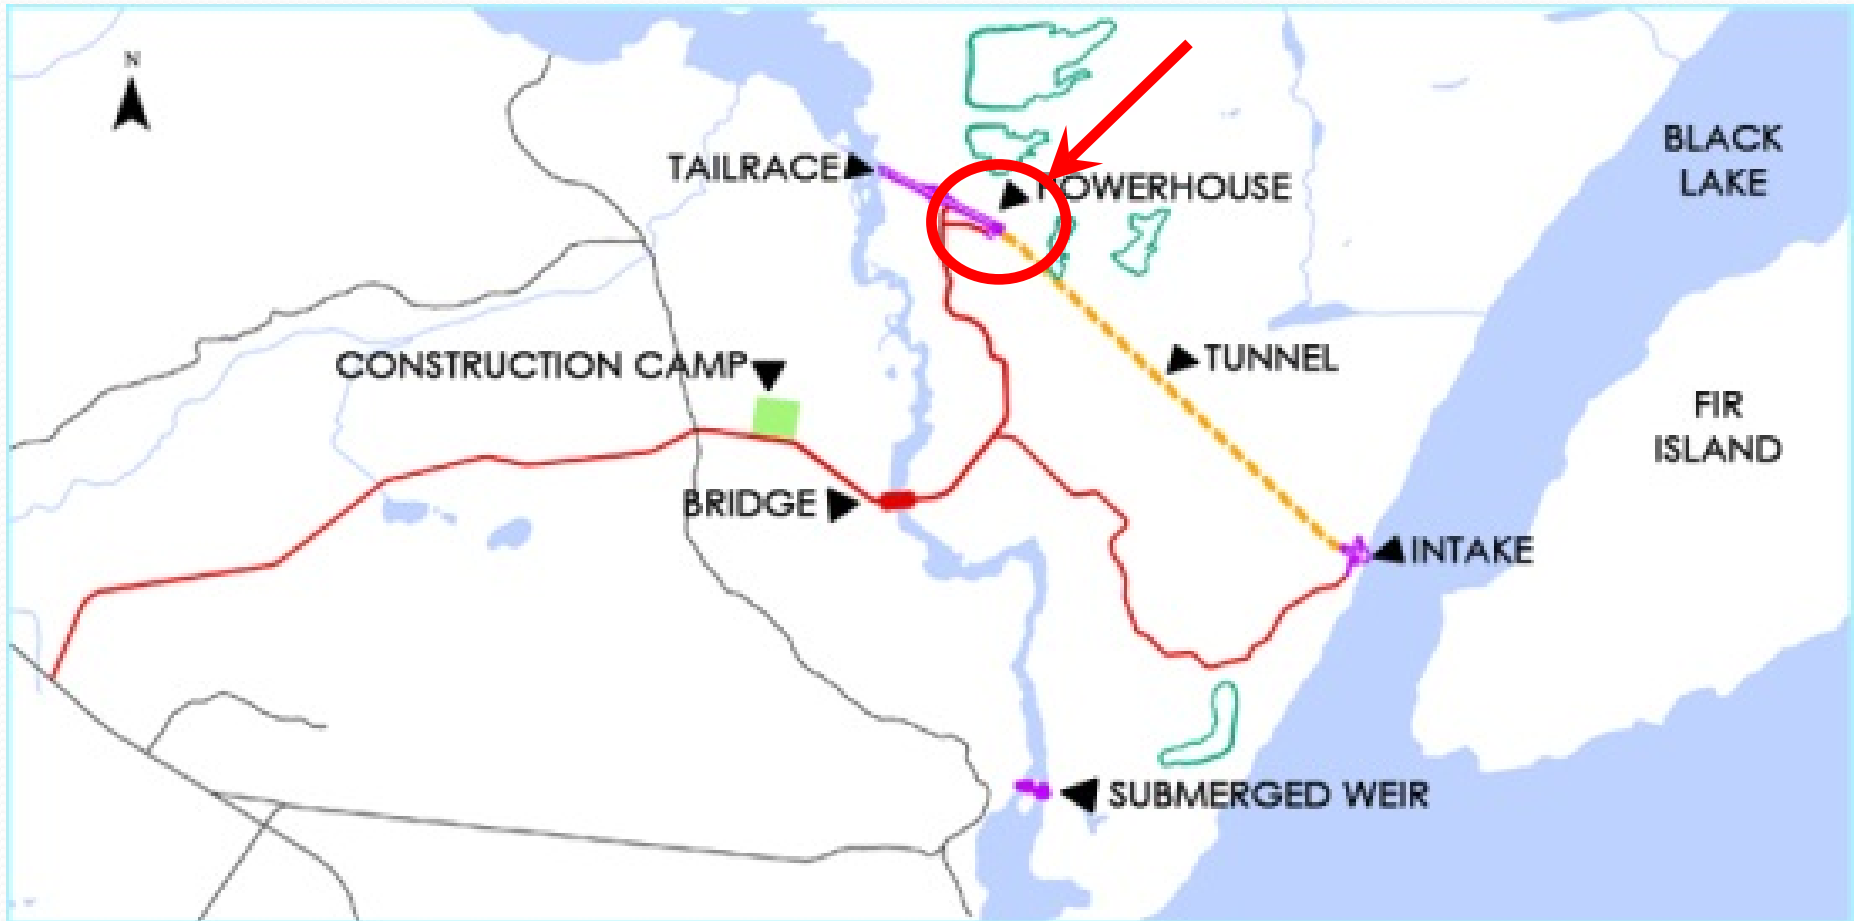 N
BLACK
LAKE
TAILRACE
POWERHOUSE
CONSTRUCTION CAMP
TUNNEL
FIR
ISLAND
BRIDGE
INTAKE
SUBMERGED WEIR